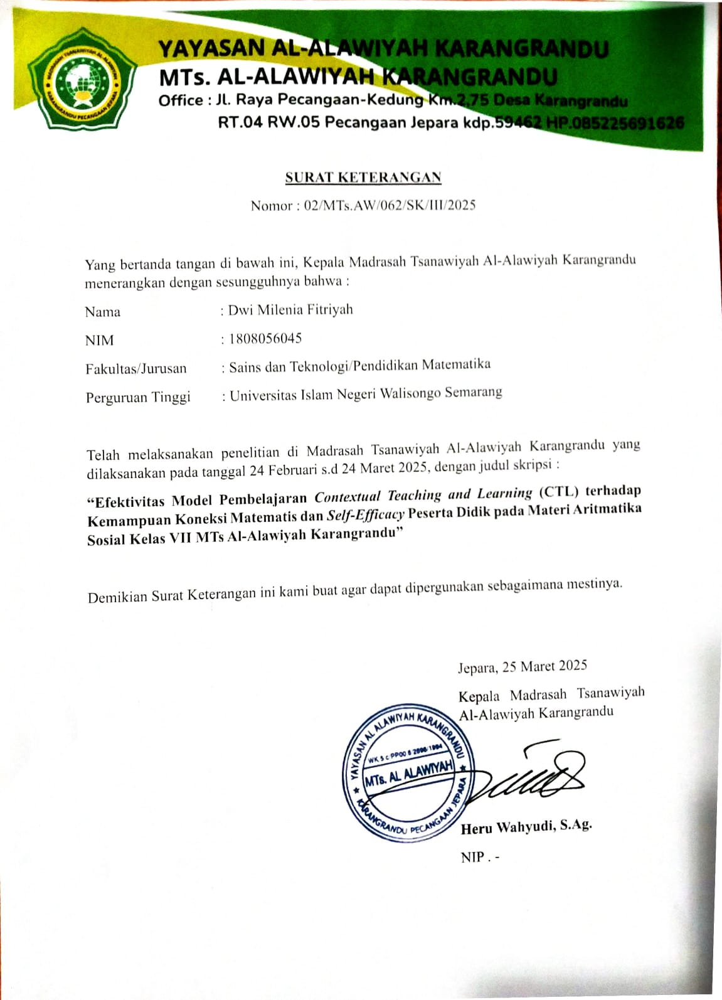 YAYASAN AL-ALAWIYAH KARANGRANDU
MTs. AL-ALAWIYAH KARANGRANDU
Office : Jl. Raya Pecangaan-Kedung Km.2,75 Desa Karangrandu
RT.04 RW.05 Pecangaan Jepara kdp.59462 HP.085225691626
MADRASAH TSANAWIYAH AL ALAWIYAH
KARANGRANDU PECANGAAN JEPARA
SURAT KETERANGAN
Nomor : 02/MTs.AW/062/SK/III/2025
Yang bertanda tangan di bawah ini, Kepala Madrasah Tsanawiyah Al-Alawiyah Karangrandu
menerangkan dengan sesungguhnya bahwa :
Nama : Dwi Milenia Fitriyah
NIM : 1808056045
Fakultas/Jurusan : Sains dan Teknologi/Pendidikan Matematika
Perguruan Tinggi : Universitas Islam Negeri Walisongo Semarang
Telah melaksanakan penelitian di Madrasah Tsanawiyah Al-Alawiyah Karangrandu yang
dilaksanakan pada tanggal 24 Februari s.d 24 Maret 2025, dengan judul skripsi :
“Efektivitas Model Pembelajaran Contextual Teaching and Learning (CTL) terhadap
Kemampuan Koneksi Matematis dan Self-Efficacy Peserta Didik pada Materi Aritmatika
Sosial Kelas VII MTs Al-Alawiyah Karangrandu”
Demikian Surat Keterangan ini kami buat agar dapat dipergunakan sebagaimana mestinya.
Jepara, 25 Maret 2025
Kepala Madrasah Tsanawiyah
Al-Alawiyah Karangrandu
YAYASAN AL ALAWIYAH KARANGRANDU
MTs. AL ALAWIYAH
KARANGRANDU PECANGAAN JEPARA
Heru Wahyudi, S.Ag.
NIP . -